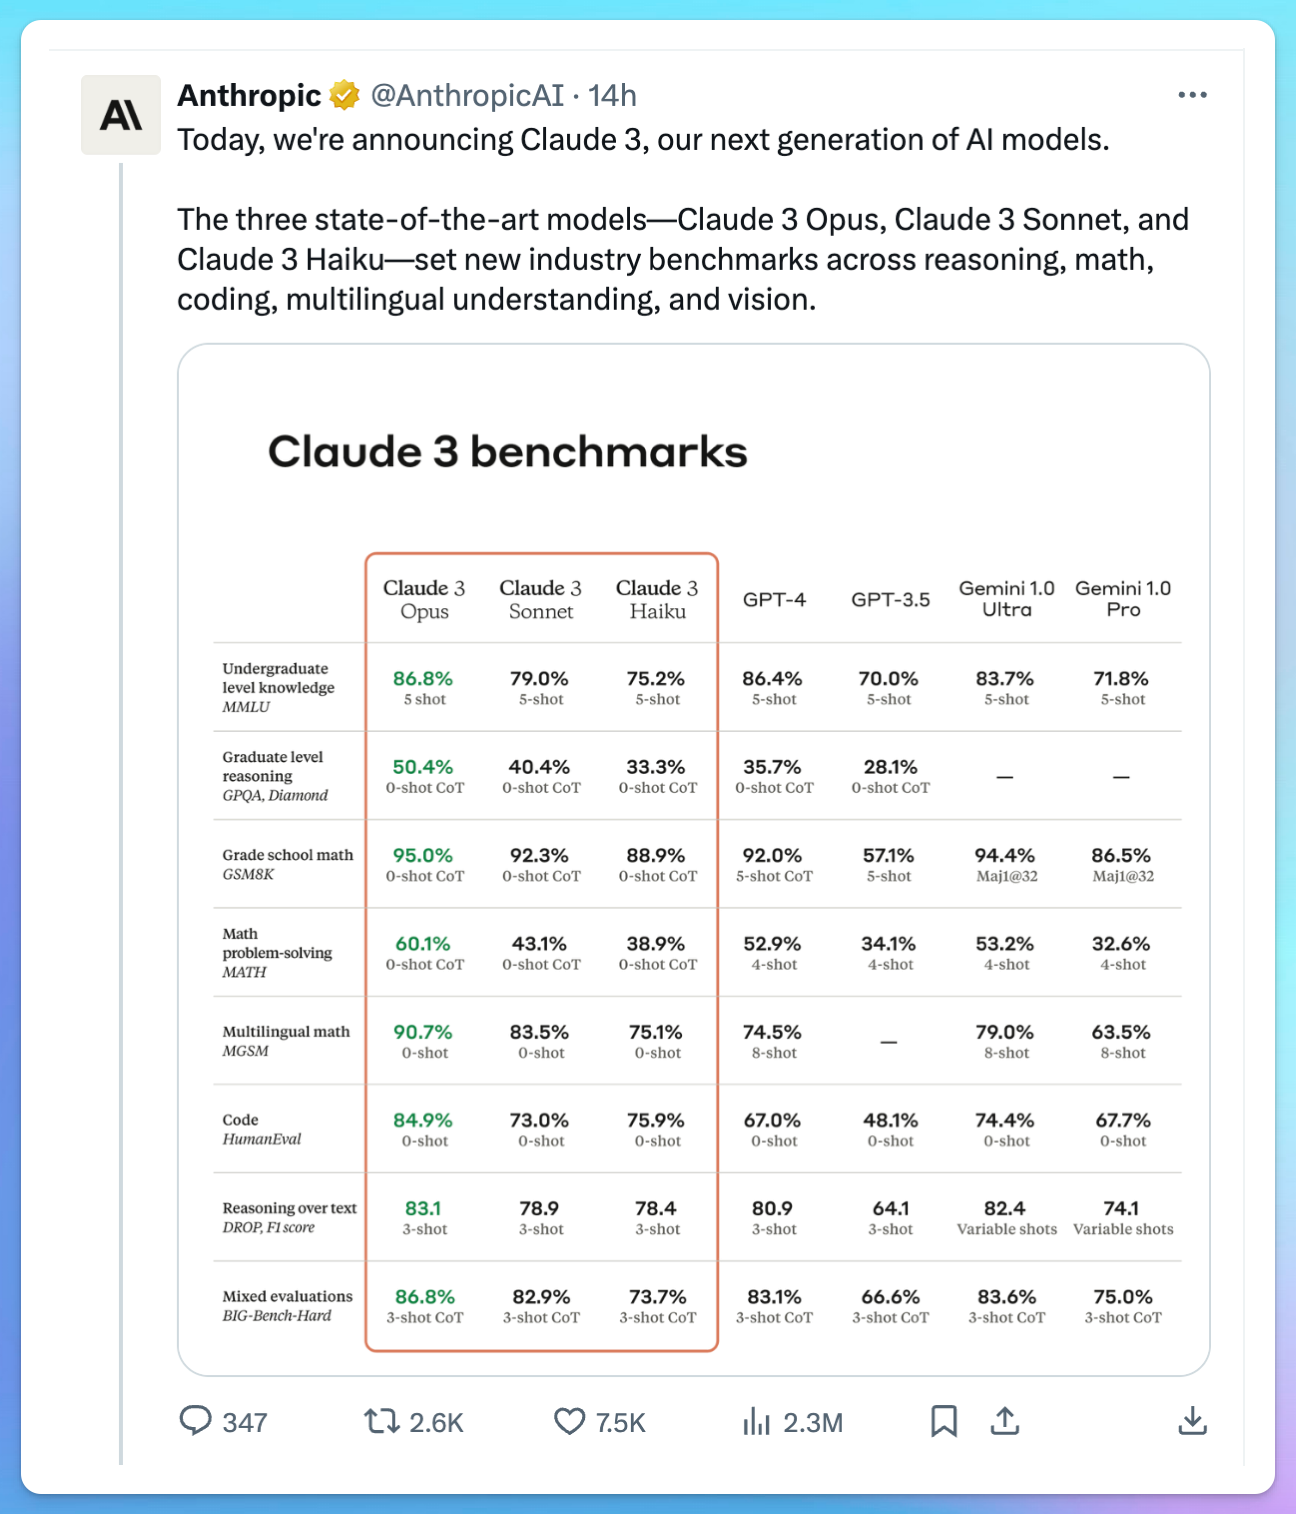 Anthropic @AnthropicAI · 14h
Today, we're announcing Claude 3, our next generation of AI models.
The three state-of-the-art models—Claude 3 Opus, Claude 3 Sonnet, and
Claude 3 Haiku—set new industry benchmarks across reasoning, math,
coding, multilingual understanding, and vision.
Claude 3 benchmarks
Claude 3 Opus Claude 3 Sonnet Claude 3 Haiku GPT-4 GPT-3.5 Gemini 1.0 Ultra Gemini 1.0 Pro
Undergraduate
level knowledge
MMLU
86.8% 79.0% 75.2% 86.4% 70.0% 83.7% 71.8%
5 shot 5-shot 5-shot 5-shot 5-shot 5-shot 5-shot
Graduate level
reasoning
GPQA, Diamond
50.4% 40.4% 33.3% 35.7% 28.1% — —
0-shot CoT 0-shot CoT 0-shot CoT 0-shot CoT 0-shot CoT
Grade school math
GSM8K
95.0% 92.3% 88.9% 92.0% 57.1% 94.4% 86.5%
0-shot CoT 0-shot CoT 0-shot CoT 5-shot CoT 5-shot Maj1@32 Maj1@32
Math
problem-solving
MATH
60.1% 43.1% 38.9% 52.9% 34.1% 53.2% 32.6%
0-shot CoT 0-shot CoT 0-shot CoT 4-shot 4-shot 4-shot 4-shot
Multilingual math
MGSM
90.7% 83.5% 75.1% 74.5% — 79.0% 63.5%
0-shot 0-shot 0-shot 8-shot 8-shot 8-shot
Code
HumanEval
84.9% 73.0% 75.9% 67.0% 48.1% 74.4% 67.7%
0-shot 0-shot 0-shot 0-shot 0-shot 0-shot 0-shot
Reasoning over text
DROP, F1 score
83.1 78.9 78.4 80.9 64.1 82.4 74.1
3-shot 3-shot 3-shot 3-shot 3-shot Variable shots Variable shots
Mixed evaluations
BIG-Bench-Hard
86.8% 82.9% 73.7% 83.1% 66.6% 83.6% 75.0%
3-shot CoT 3-shot CoT 3-shot CoT 3-shot CoT 3-shot CoT 3-shot CoT 3-shot CoT
347 2.6K 7.5K 2.3M